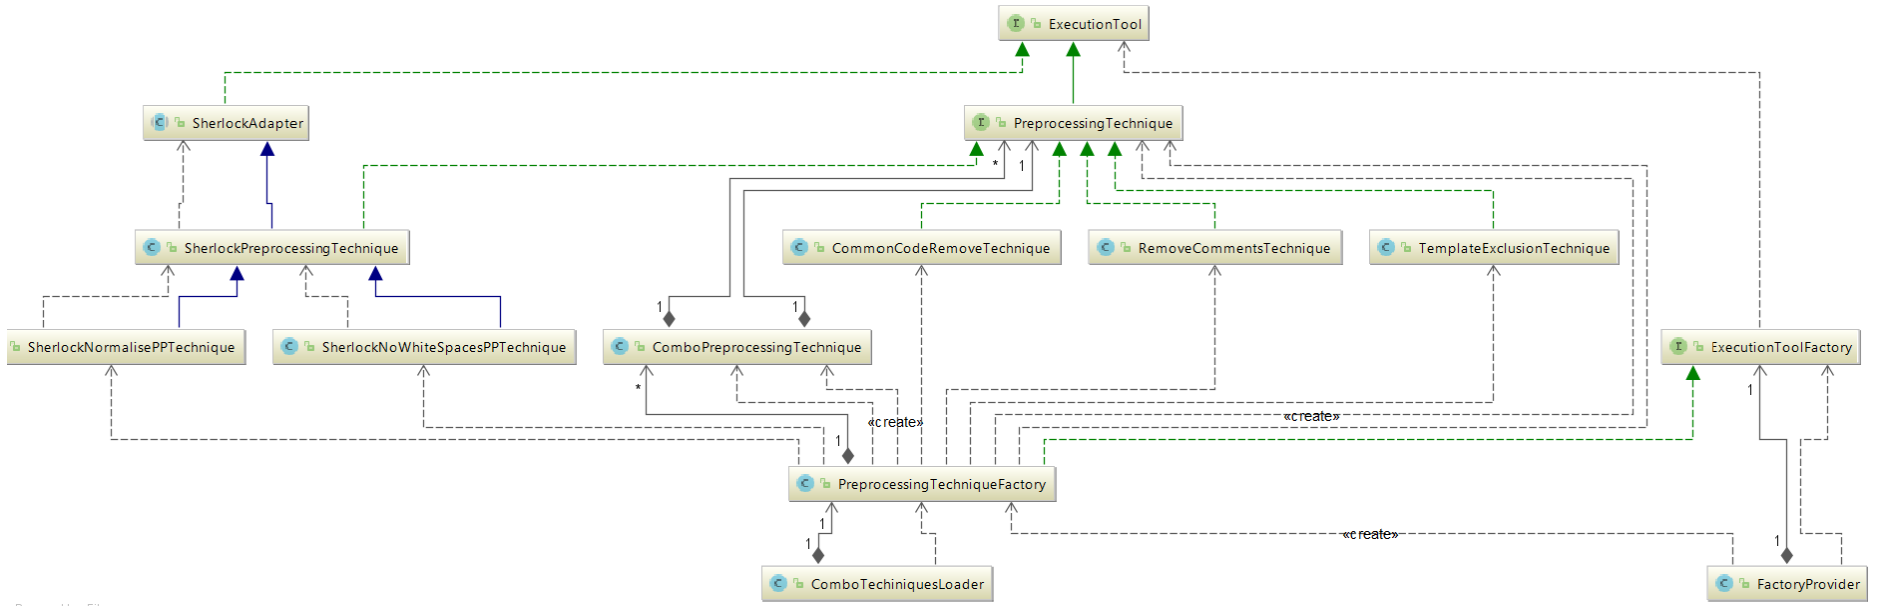 ExecutionTool
SherlockAdapter
PreprocessingTechnique
* 1
SherlockPreprocessingTechnique
CommonCodeRemoveTechnique
RemoveCommentsTechnique
TemplateExclusionTechnique
1 1
SherlockNormalisePPTechnique
SherlockNoWhiteSpacesPPTechnique
ComboPreprocessingTechnique
ExecutionToolFactory
* 1
«create» «create»
1
PreprocessingTechniqueFactory
1
«create»
1 1
ComboTechiniquesLoader
FactoryProvider